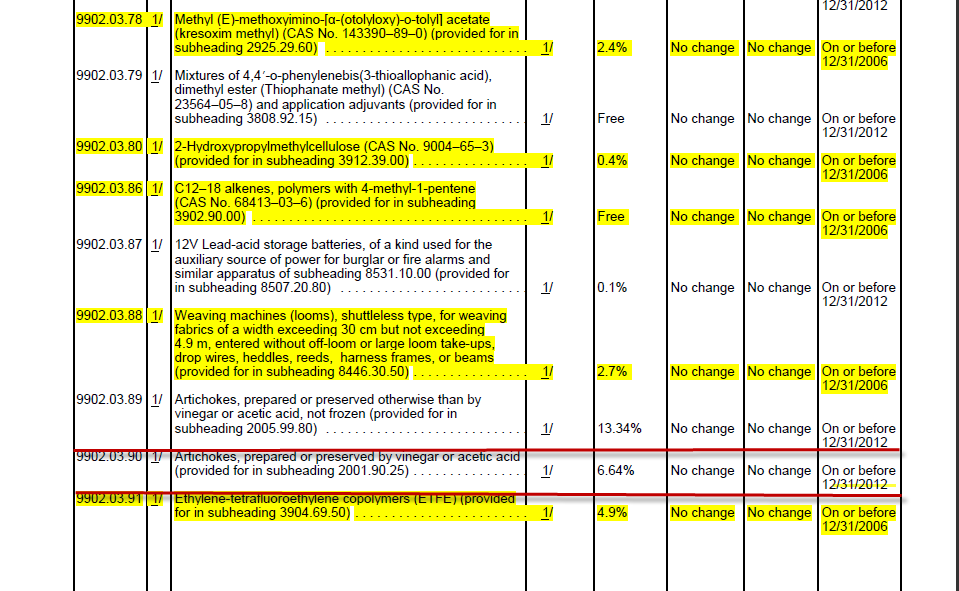 12/31/2012
9902.03.78 1/ Methyl (E)-methoxyimino-[α-(otolyloxy)-o-tolyl] acetate
(kresoxim methyl) (CAS No. 143390–89–0) (provided for in
subheading 2925.29.60) . . . . . . . . . . . . . . . . . . . . . . . . . . . . 1/ 2.4% No change No change On or before
12/31/2006
9902.03.79 1/ Mixtures of 4,4′-o-phenylenebis(3-thioallophanic acid),
dimethyl ester (Thiophanate methyl) (CAS No.
23564–05–8) and application adjuvants (provided for in
subheading 3808.92.15) . . . . . . . . . . . . . . . . . . . . . . . . . . . . 1/ Free No change No change On or before
12/31/2012
9902.03.80 1/ 2-Hydroxypropylmethylcellulose (CAS No. 9004–65–3)
(provided for in subheading 3912.39.00) . . . . . . . . . . . . . . . . 1/ 0.4% No change No change On or before
12/31/2006
9902.03.86 1/ C12–18 alkenes, polymers with 4-methyl-1-pentene
(CAS No. 68413–03–6) (provided for in subheading
3902.90.00) . . . . . . . . . . . . . . . . . . . . . . . . . . . . . . . . . . . . . . 1/ Free No change No change On or before
12/31/2006
9902.03.87 1/ 12V Lead-acid storage batteries, of a kind used for the
auxiliary source of power for burglar or fire alarms and
similar apparatus of subheading 8531.10.00 (provided for
in subheading 8507.20.80) . . . . . . . . . . . . . . . . . . . . . . . . . . 1/ 0.1% No change No change On or before
12/31/2012
9902.03.88 1/ Weaving machines (looms), shuttleless type, for weaving
fabrics of a width exceeding 30 cm but not exceeding
4.9 m, entered without off-loom or large loom take-ups,
drop wires, heddles, reeds, harness frames, or beams
(provided for in subheading 8446.30.50) . . . . . . . . . . . . . . . . 1/ 2.7% No change No change On or before
12/31/2006
9902.03.89 1/ Artichokes, prepared or preserved otherwise than by
vinegar or acetic acid, not frozen (provided for in
subheading 2005.99.80) . . . . . . . . . . . . . . . . . . . . . . . . . . . . 1/ 13.34% No change No change On or before
12/31/2012
9902.03.90 1/ Artichokes, prepared or preserved by vinegar or acetic acid
(provided for in subheading 2001.90.25) . . . . . . . . . . . . . . . . 1/ 6.64% No change No change On or before
12/31/2012
9902.03.91 1/ Ethylene-tetrafluoroethylene copolymers (ETFE) (provided
for in subheading 3904.69.50) . . . . . . . . . . . . . . . . . . . . . . . . 1/ 4.9% No change No change On or before
12/31/2006